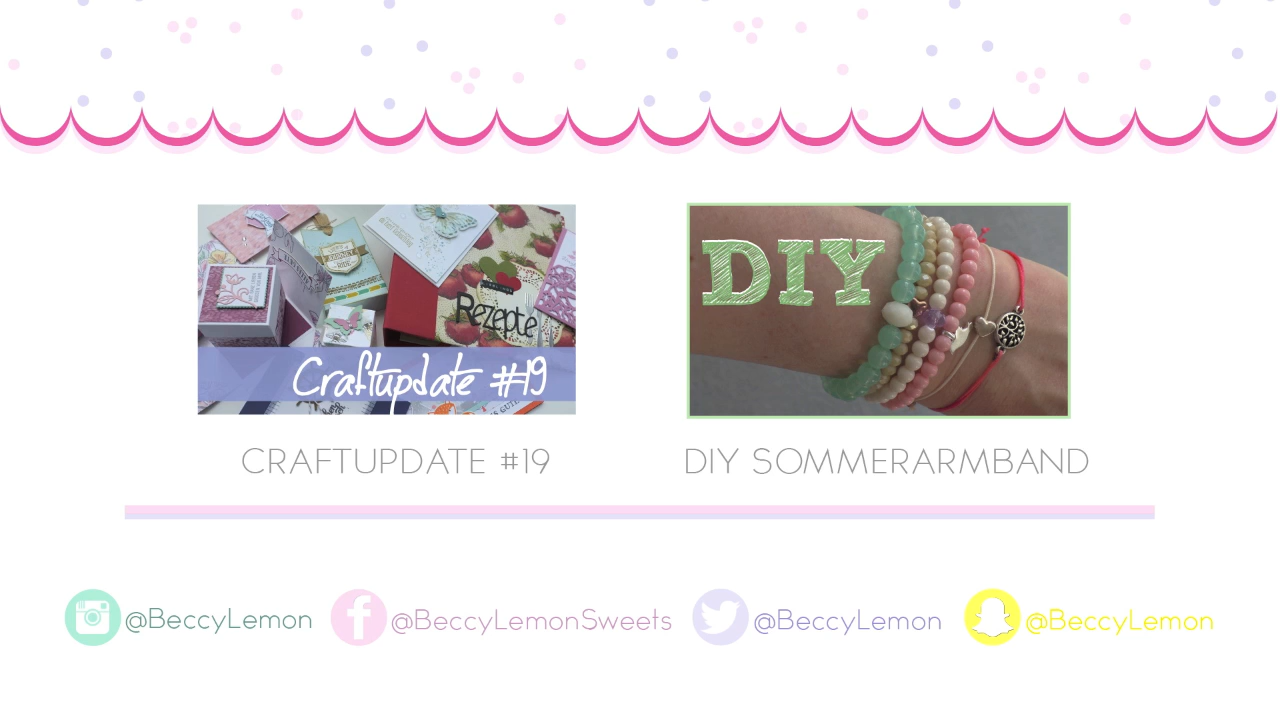 Rezepte
Craftupdate #19
DIY
CRAFTUPDATE #19
DIY SOMMERARMBAND
@BeccyLemon
@BeccyLemonSweets
@BeccyLemon
@BeccyLemon